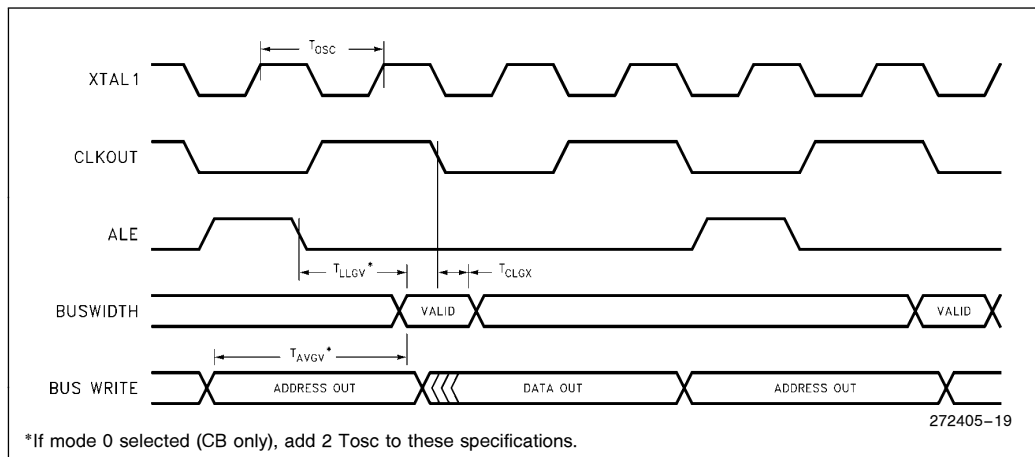 TOSC
XTAL1
CLKOUT
ALE
TLLGV*
TCLGX
BUSWIDTH
VALID
VALID
TAVGV*
BUS WRITE
ADDRESS OUT
DATA OUT
ADDRESS OUT
272405–19
*If mode 0 selected (CB only), add 2 Tosc to these specifications.